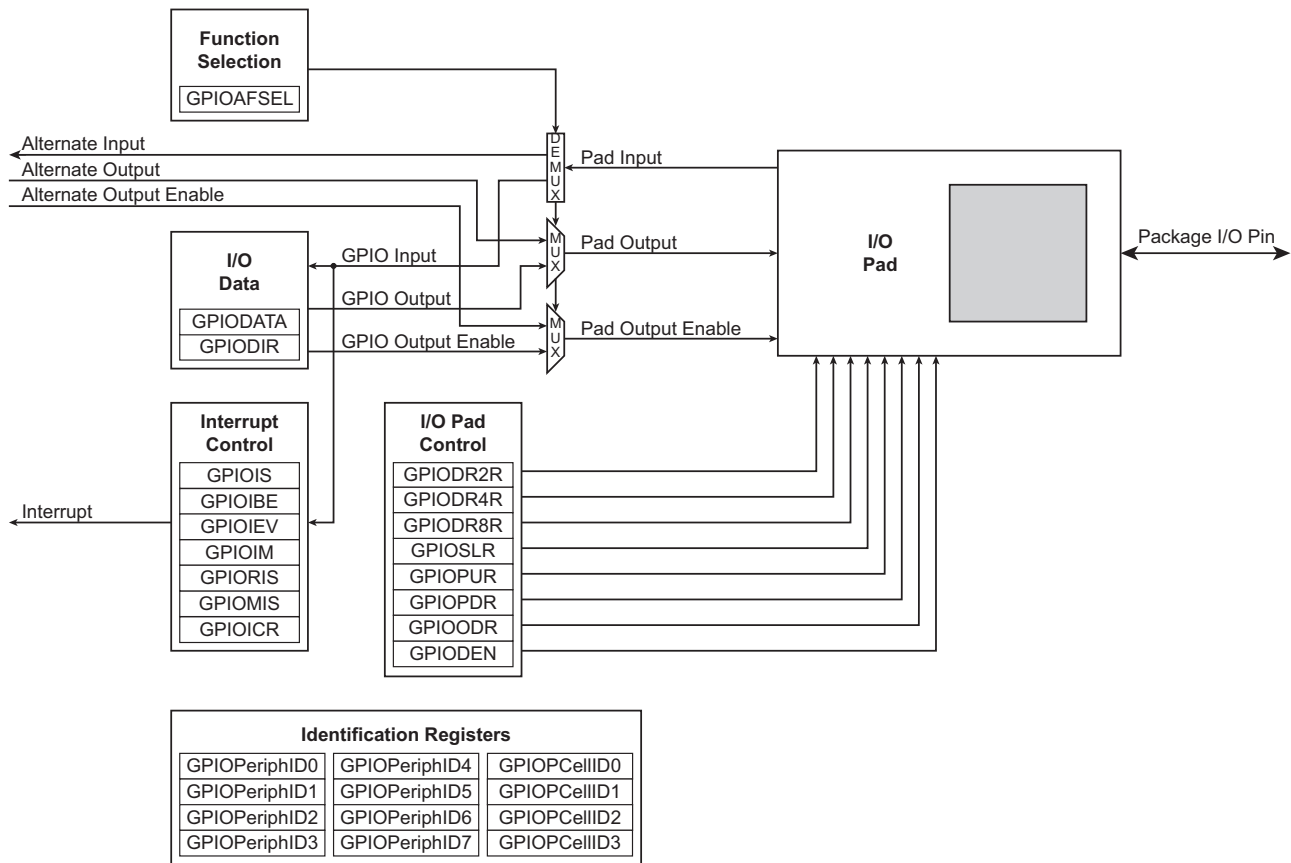 Function
Selection
GPIOAFSEL
Alternate Input
Alternate Output
Alternate Output Enable
DEMUX
Pad Input
MUX
Pad Output
MUX
Pad Output Enable
I/O
Pad
Package I/O Pin
I/O
Data
GPIODATA
GPIODIR
GPIO Input
GPIO Output
GPIO Output Enable
Interrupt
Control
GPIOIS
GPIOIBE
GPIOIEV
GPIOIM
GPIORIS
GPIOMIS
GPIOICR
Interrupt
I/O Pad
Control
GPIODR2R
GPIODR4R
GPIODR8R
GPIOSLR
GPIOPUR
GPIOPDR
GPIOODR
GPIODEN
Identification Registers
GPIOPeriphID0 GPIOPeriphID4 GPIOPCellID0
GPIOPeriphID1 GPIOPeriphID5 GPIOPCellID1
GPIOPeriphID2 GPIOPeriphID6 GPIOPCellID2
GPIOPeriphID3 GPIOPeriphID7 GPIOPCellID3